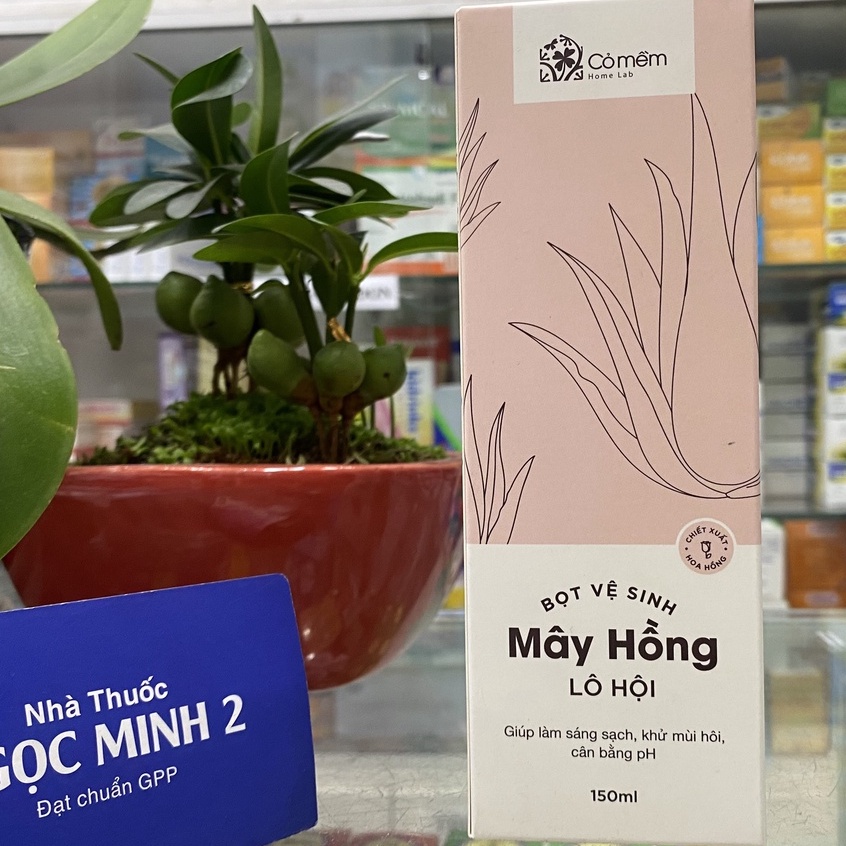 Cỏ mềm
Home Lab
CHIẾT XUẤT
HOA HỒNG
BỌT VỆ SINH
Mây Hồng
LÔ HỘI
Giúp làm sáng sạch, khử mùi hôi,
cân bằng pH
150ml
Nhà Thuốc
GỌC MINH 2
Đạt chuẩn GPP